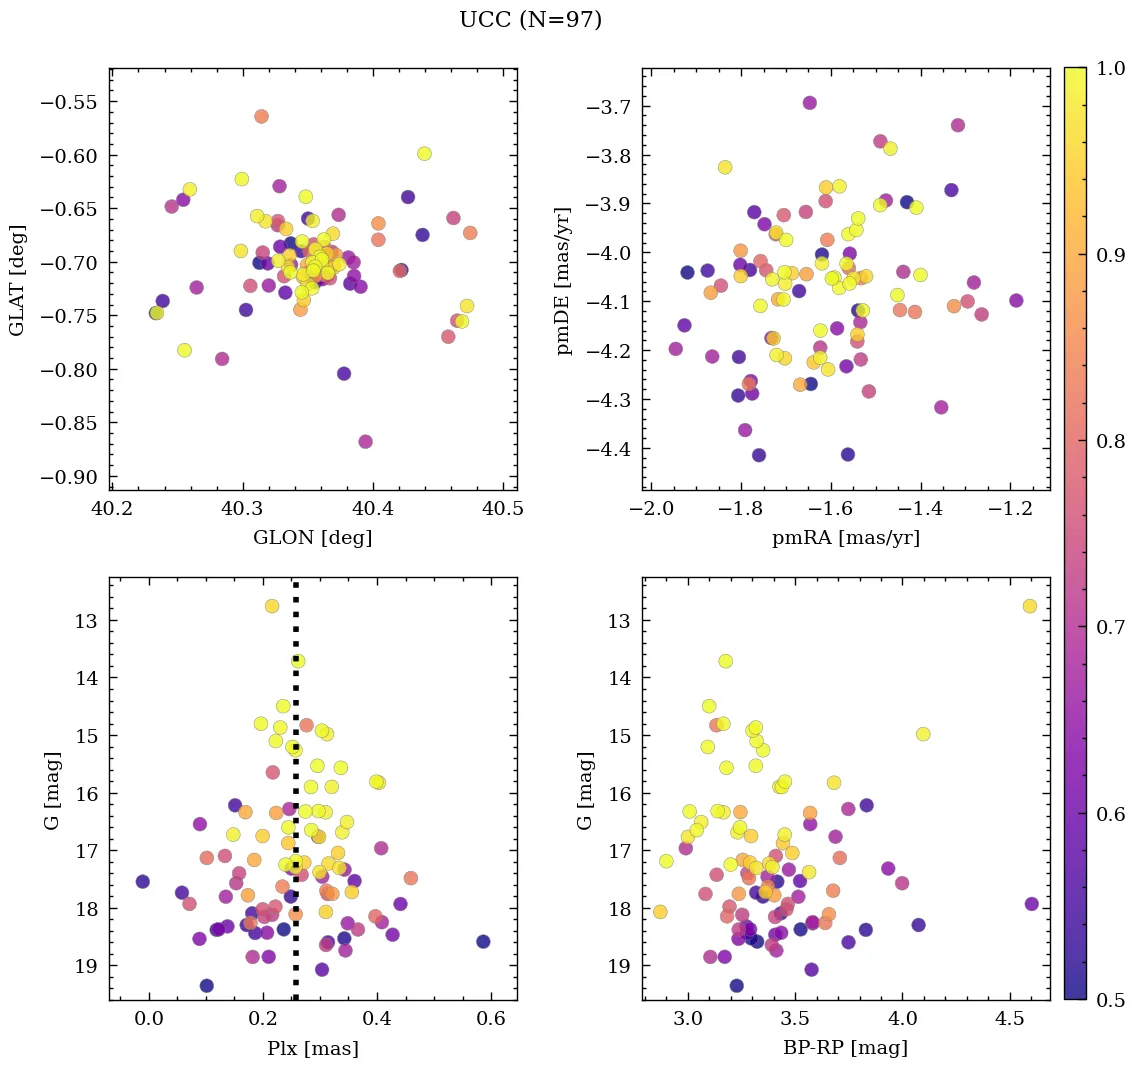 UCC (N=97)
−0.55
−0.60
−0.65
−0.70
−0.75
−0.80
−0.85
−0.90
GLAT [deg]
40.2 40.3 40.4 40.5
GLON [deg]
−3.7
−3.8
−3.9
−4.0
−4.1
−4.2
−4.3
−4.4
pmDE [mas/yr]
−2.0 −1.8 −1.6 −1.4 −1.2
pmRA [mas/yr]
1.0
0.9
0.8
0.7
0.6
0.5
13
14
15
16
17
18
19
G [mag]
0.0 0.2 0.4 0.6
Plx [mas]
13
14
15
16
17
18
19
G [mag]
3.0 3.5 4.0 4.5
BP-RP [mag]